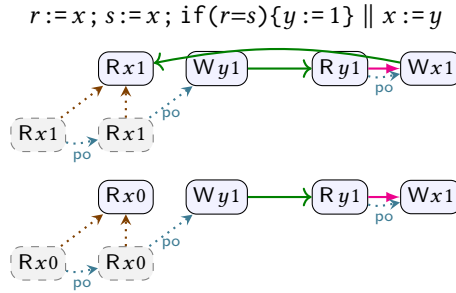 r := x ; s := x ; if(r=s){y := 1} ∥ x := y
Rx1 Wy1 Ry1 Wx1
po po
Rx1 Rx1
po
Rx0 Wy1 Ry1 Wx1
po po
Rx0 Rx0
po